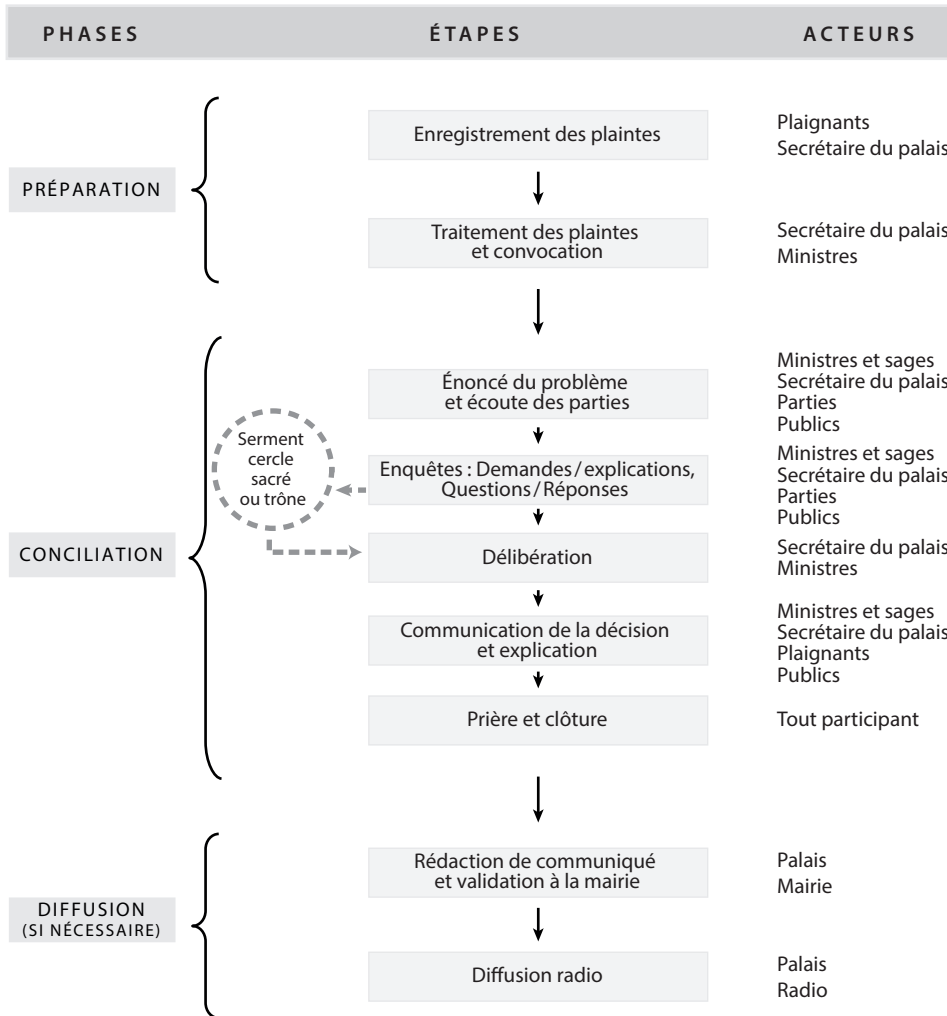 PHASES ÉTAPES ACTEURS
PRÉPARATION
Enregistrement des plaintes
Plaignants
Secrétaire du palais
Traitement des plaintes
et convocation
Secrétaire du palais
Ministres
CONCILIATION
Énoncé du problème
et écoute des parties
Ministres et sages
Secrétaire du palais
Parties
Publics
Serment
cercle
sacré
ou trône
Enquêtes : Demandes/explications,
Questions/Réponses
Ministres et sages
Secrétaire du palais
Parties
Publics
Délibération
Secrétaire du palais
Ministres
Communication de la décision
et explication
Ministres et sages
Secrétaire du palais
Plaignants
Publics
Prière et clôture
Tout participant
DIFFUSION
(SI NÉCESSAIRE)
Rédaction de communiqué
et validation à la mairie
Palais
Mairie
Diffusion radio
Palais
Radio